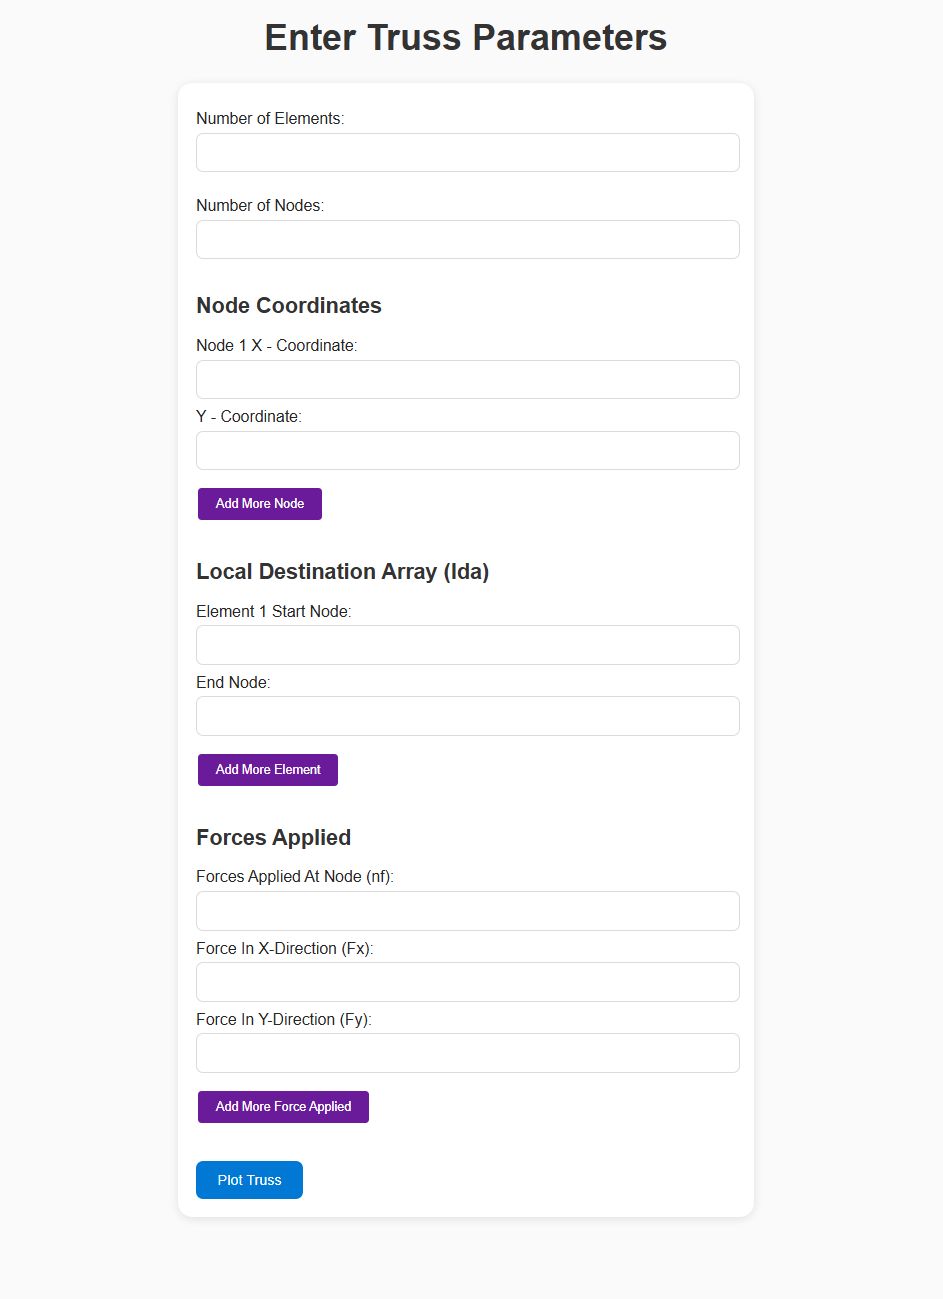 Enter Truss Parameters
Number of Elements:
Number of Nodes:
Node Coordinates
Node 1 X - Coordinate:
Y - Coordinate:
Add More Node
Local Destination Array (lda)
Element 1 Start Node:
End Node:
Add More Element
Forces Applied
Forces Applied At Node (nf):
Force In X-Direction (Fx):
Force In Y-Direction (Fy):
Add More Force Applied
Plot Truss